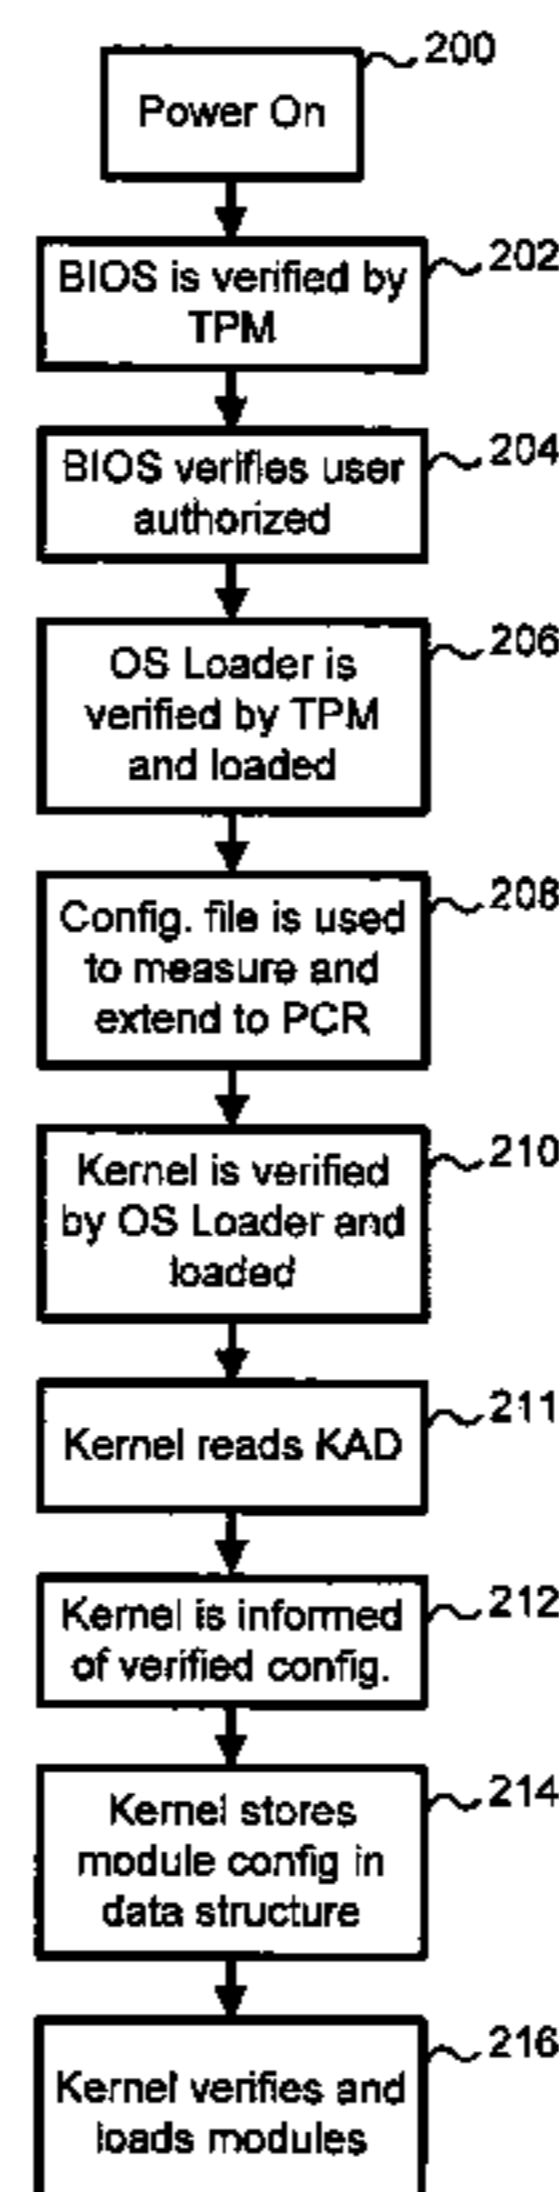 200
Power On
202
BIOS is verified by
TPM
204
BIOS verifies user
authorized
206
OS Loader is
verified by TPM
and loaded
208
Config. file is used
to measure and
extend to PCR
210
Kernel is verified
by OS Loader and
loaded
211
Kernel reads KAD
212
Kernel is informed
of verified config.
214
Kernel stores
module config in
data structure
216
Kernel verifies and
loads modules